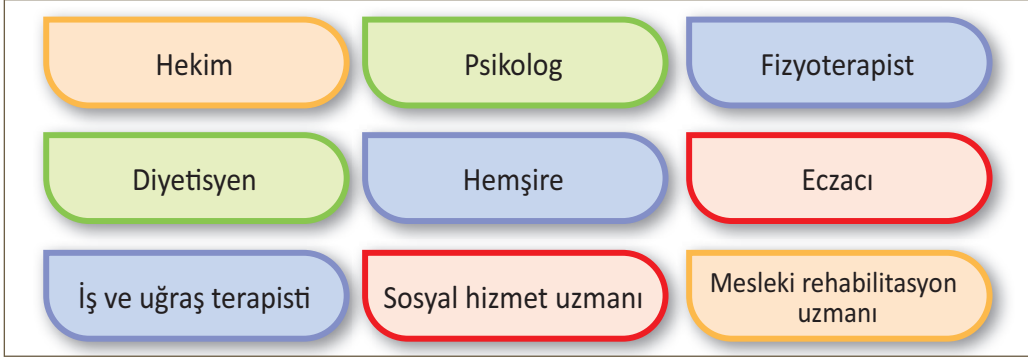 Hekim
Psikolog
Fizyoterapist
Diyetisyen
Hemşire
Eczacı
İş ve uğraş terapisti
Sosyal hizmet uzmanı
Mesleki rehabilitasyon
uzmanı